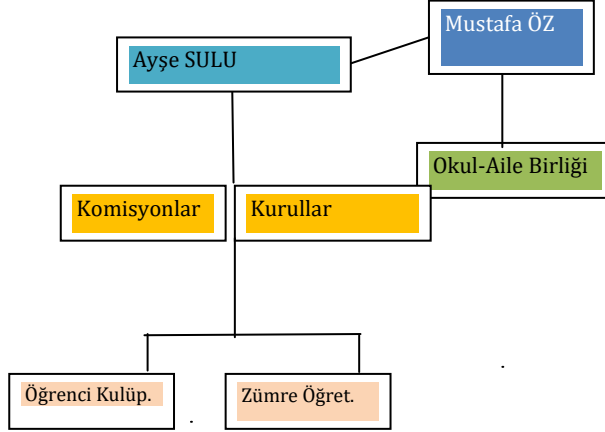 Mustafa ÖZ
Ayşe SULU
Okul-Aile Birliği
Komisyonlar
Kurullar
Öğrenci Kulüp.
Zümre Öğret.